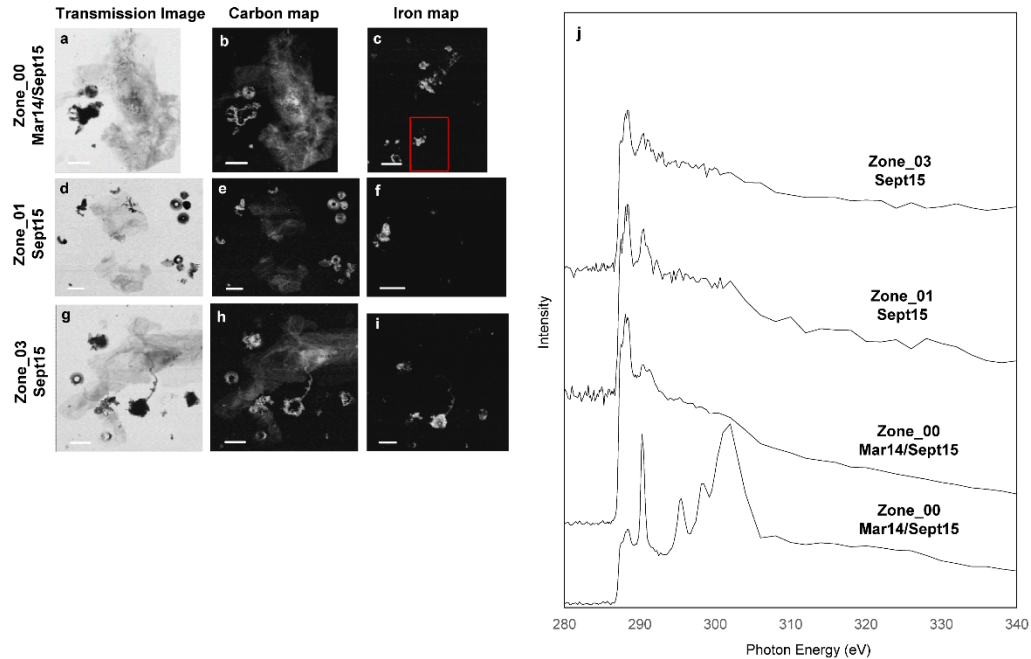 Transmission Image Carbon map Iron map
Zone_00
Mar14/Sept15
a
b
c
Zone_01
Sept15
d
e
f
Zone_03
Sept15
g
h
i
j
Intensity
Zone_03
Sept15
Zone_01
Sept15
Zone_00
Mar14/Sept15
Zone_00
Mar14/Sept15
280 290 300 310 320 330 340
Photon Energy (eV)